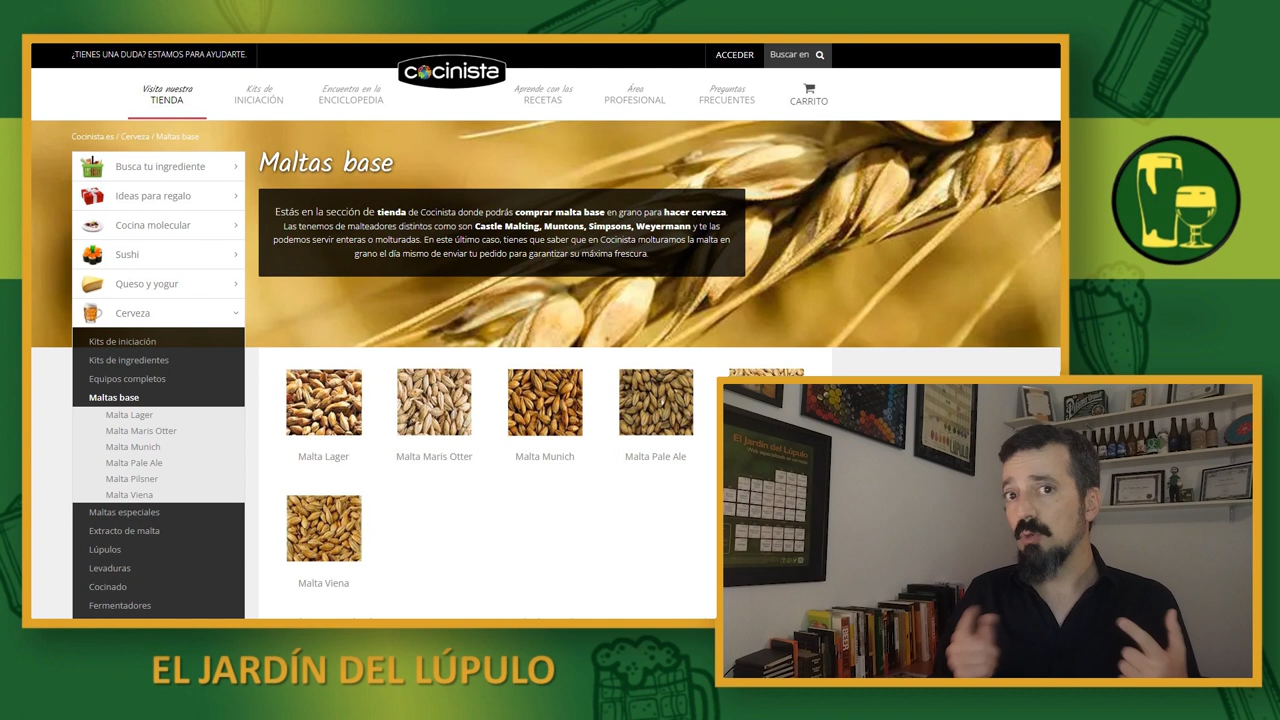 ¿TIENES UNA DUDA? ESTAMOS PARA AYUDARTE.
cocinista
ACCEDER
Buscar en
Visita nuestra
TIENDA
Kits de
INICIACIÓN
Encuentra en la
ENCICLOPEDIA
Aprende con las
RECETAS
Área
PROFESIONAL
Preguntas
FRECUENTES
CARRITO
Cocinista.es / Cerveza / Maltas base
Busca tu ingrediente
Ideas para regalo
Cocina molecular
Sushi
Queso y yogur
Cerveza
Kits de iniciación
Kits de ingredientes
Equipos completos
Maltas base
Malta Lager
Malta Maris Otter
Malta Munich
Malta Pale Ale
Malta Pilsner
Malta Viena
Maltas especiales
Extracto de malta
Lúpulos
Levaduras
Cocinado
Fermentadores
Maltas base
Estás en la sección de tienda de Cocinista donde podrás comprar malta base en grano para hacer cerveza.
Las tenemos de malteadores distintos como son Castle Malting, Muntons, Simpsons, Weyermann y te las
podemos servir enteras o molturadas. En este último caso, tienes que saber que en Cocinista molturamos la malta en
grano el día mismo de enviar tu pedido para garantizar su máxima frescura.
Malta Lager
Malta Maris Otter
Malta Munich
Malta Pale Ale
Malta Viena
El Jardín del Lúpulo
BEER
EL JARDÍN DEL LÚPULO